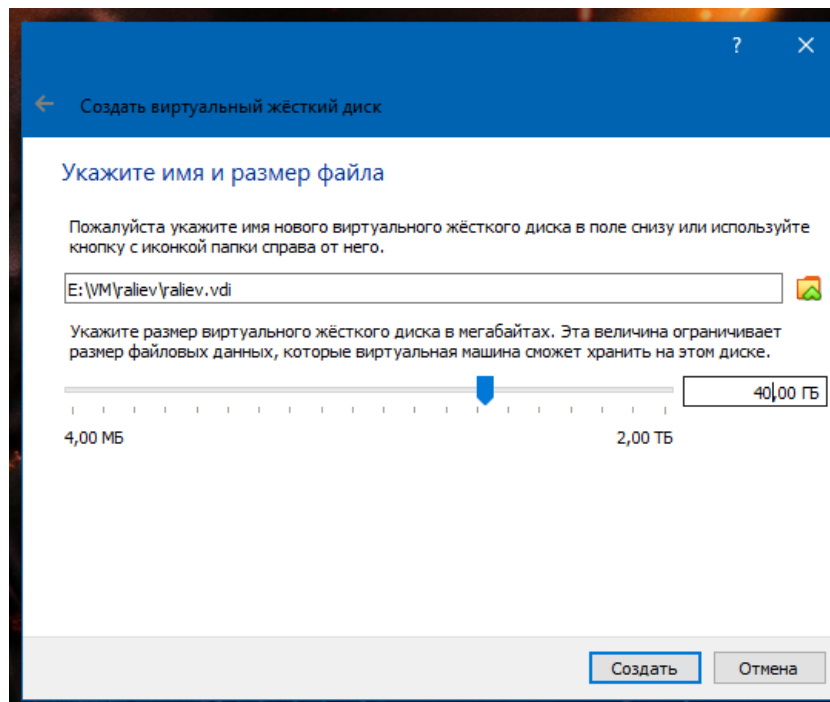 ?
Создать виртуальный жёсткий диск
Укажите имя и размер файла
Пожалуйста укажите имя нового виртуального жёсткого диска в поле снизу или используйте
кнопку с иконкой папки справа от него.
E:\VM\raliev\raliev.vdi
Укажите размер виртуального жёсткого диска в мегабайтах. Эта величина ограничивает
размер файловых данных, которые виртуальная машина сможет хранить на этом диске.
40,00 ГБ
4,00 МБ 2,00 ТБ
Создать Отмена